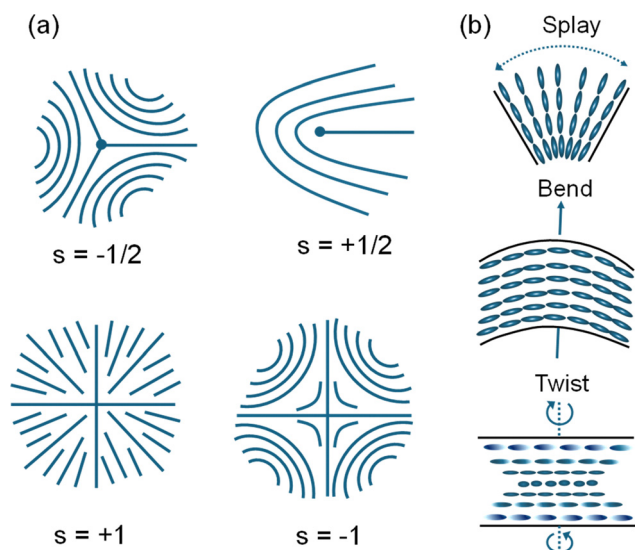 (a)
s = -1/2
s = +1/2
s = +1
s = -1
(b)
Splay
Bend
Twist